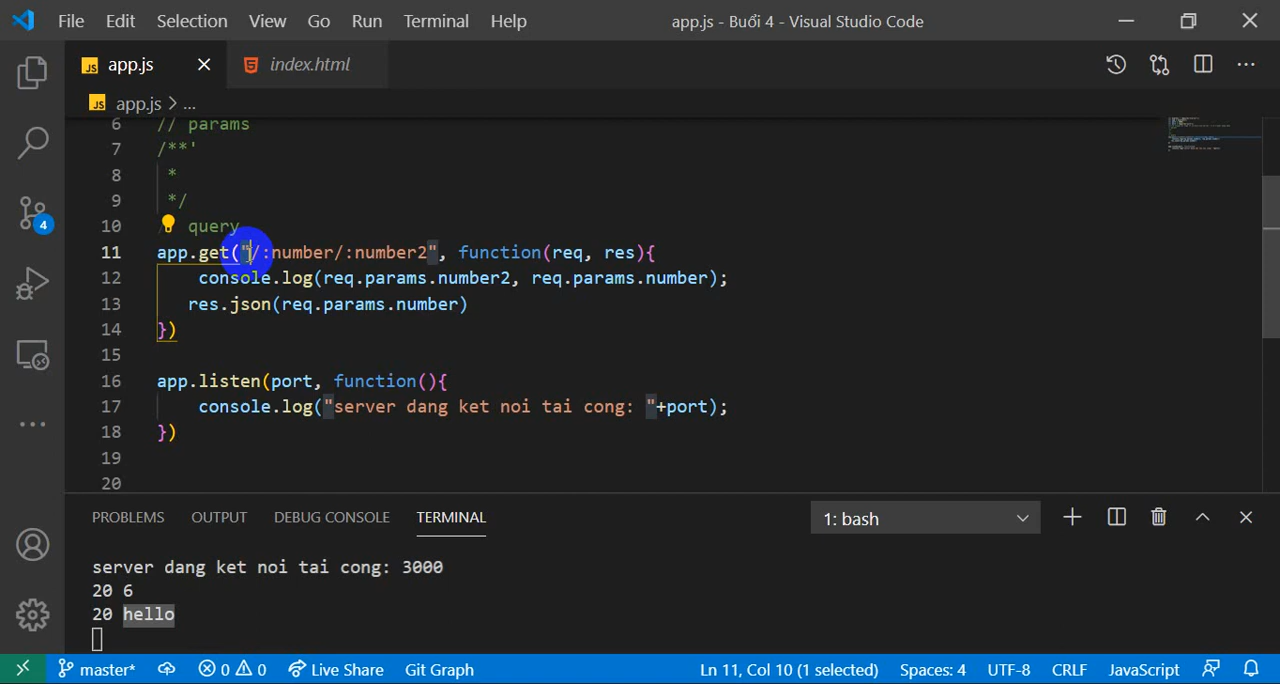 File Edit Selection View Go Run Terminal Help app.js - Buổi 4 - Visual Studio Code
JS app.js index.html
JS app.js > ...
6 // params
7 /**'
8 *
9 */
10 query
11 app.get("/:number/:number2", function(req, res){
12 console.log(req.params.number2, req.params.number);
13 res.json(req.params.number)
14 })
15
16 app.listen(port, function(){
17 console.log("server dang ket noi tai cong: "+port);
18 })
19
20
4
PROBLEMS OUTPUT DEBUG CONSOLE TERMINAL 1: bash
server dang ket noi tai cong: 3000
20 6
20 hello
master* 0 0 Live Share Git Graph Ln 11, Col 10 (1 selected) Spaces: 4 UTF-8 CRLF JavaScript